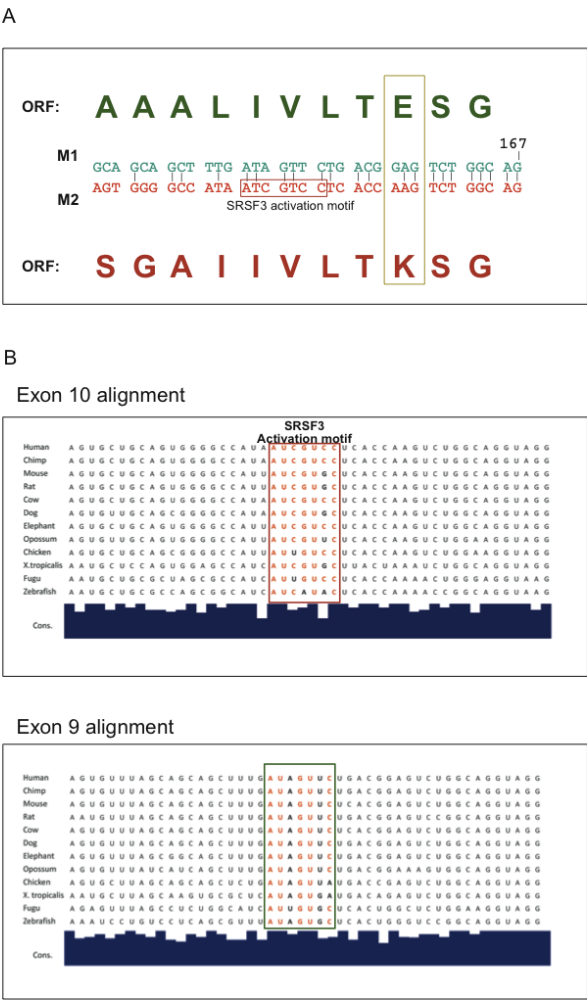 A
ORF: A A A L I V L T E S G
167
M1 GCA GCA GCT TTG ATA GTT CTG ACG GAG TCT GGC AG
M2 AGT GGG GCC ATA ATC GTC CTC ACC AAG TCT GGC AG
SRSF3 activation motif
ORF: S G A I I V L T K S G
B
Exon 10 alignment
SRSF3
Activation motif
Human A G U G C U G C A G U G G G G C C A U A A U C G U C C U C A C C A A G U C U G G C A G G U A G G
Chimp A G U G C U G C A G U G G G G C C A U A A U C G U C C U C A C C A A G U C U G G C A G G U A G G
Mouse A G U G C U G C A G U G G G G C C A U U A U C G U G C U C A C C A A G U C U G G C A G G U A G G
Rat A G U G C U G C A G U G G G G C C A U U A U C G U G C U C A C C A A G U C U G G C A G G U A G G
Cow A G U G C U G C A G U G G G G C C A U A A U C G U C C U C A C C A A G U C U G G C A G G U A G G
Dog A G U G U U G C A G U G G G G C C A U A A U C G U G C U C A C C A A G U C U G G C A G G U A G G
Elephant A G U G C U G C A G U G G G G C C A U U A U C G U C C U C A C C A A G U C U G G C A G G U A G G
Opossum A G U G C U G C A G U G G G G C C A U U A U C G U U C U C A C C A A G U C U G G C A G G U A G G
Chicken A G U G C U G C A G C G G G G C C A U U A U U G U C C U C A C C A A G U C U G G C A G G U A G G
X.tropicalis A A U G C U C C A G U G G A G C C A U C A U C G U G C U U A C U A A A U C U G G C A G G U A G G
Fugu A A U G C U G C G C U A G C G C C A U C A U U G U C C U C A C C A A A A C U G G A A G G U A A G
Zebrafish A A U G C U G C G C C A G C G G C A U C A U C A U A C U C A C C A A A A C C G G C A G G U A A G
Cons.
Exon 9 alignment
Human A G U G U U U A G C A G C A G C U U U G A U A G U U C U G A C G G A G U C U G G C A G G U A G G
Chimp A G U G U U U A G C A G C A G C U U U G A U A G U U C U G A C G G A G U C U G G C A G G U A G G
Mouse A G U G U U U A G C A G C A G C U U U G A U A G U U C U G A C G G A G U C U G G C A G G U A G G
Rat A A U G U U U A G C A G C A G C U U U G A U A G U U C U G A C G G A G U C C G G C A G G U A G G
Cow A G U G U U U A G C A G C A G C U U U G A U A G U U C U G A C G G A G U C U G G C A G G U A G G
Dog A G U G U U U A G C A G C A G C U U U G A U A G U U C U G A C G G A G U C U G G C A G G U A G G
Elephant A G U G U U U A G C G G C A G C U U U G A U A G U U C U G A C G G A G U C U G G C A G G U A G G
Opossum A G U G U U U A U C A U C A G C U U U G A U A G U U C U G A C G G A A G U C U G G C A G G U A G G
Chicken A G U G U U U A G C A G C A G C G C U C A U A G U U A U G A C C G A G U C U G G C A G G U A G G
X. tropicalis A A U G C U U A G C A A G U G C G C U U A U A G U G A U G A C G G A G U C C G G C A G G U A G G
Fugu A G A G U U U A G C C U C U G G C A U C A U U G U G C U C A C U G G G C U C U G G A A G G U A G G
Zebrafish A A A U C C U G U C C U C A G C G U U U A U A G U G C U C A C U G G G U C C G G C A G G U A G G
Cons.